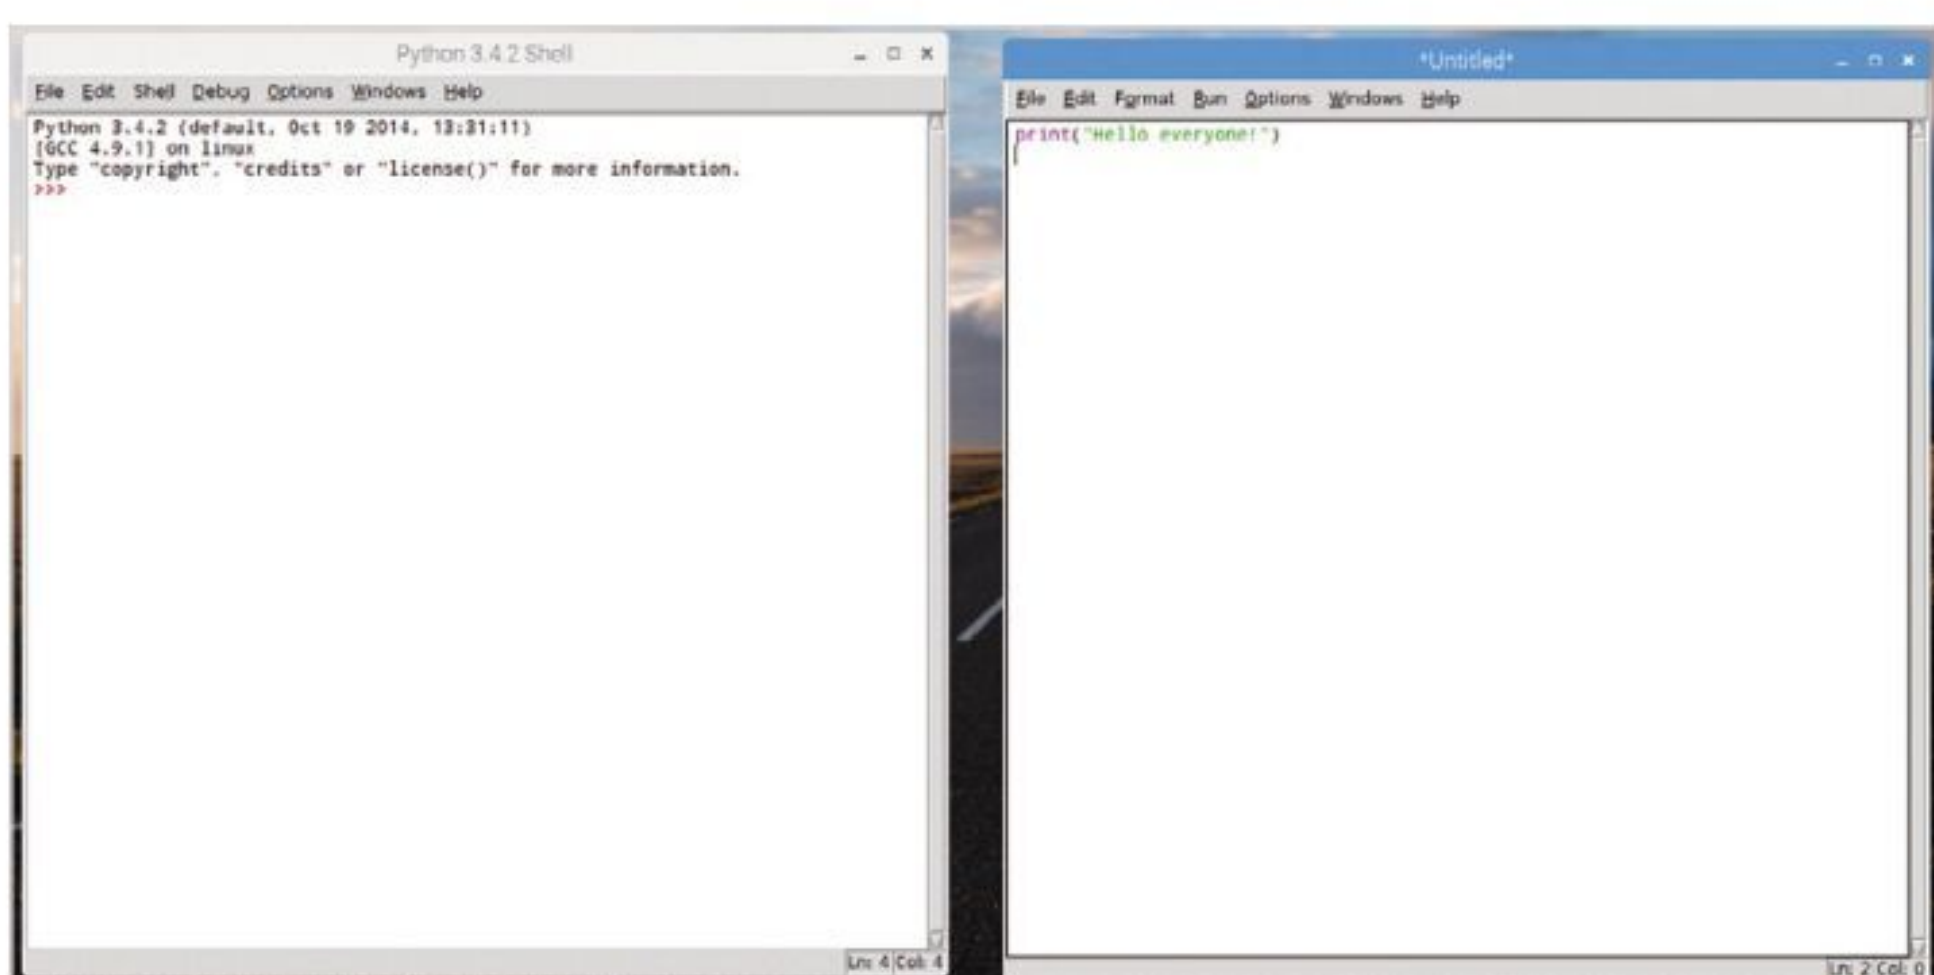 Python 3.4.2 Shell
File Edit Shell Debug Options Windows Help
Python 3.4.2 (default, Oct 19 2014, 13:31:11)
[GCC 4.9.1] on linux
Type "copyright", "credits" or "license()" for more information.
>>>
Ln: 4 Col: 4
*Untitled*
File Edit Format Run Options Windows Help
print("Hello everyone!")
Ln: 2 Col: 0